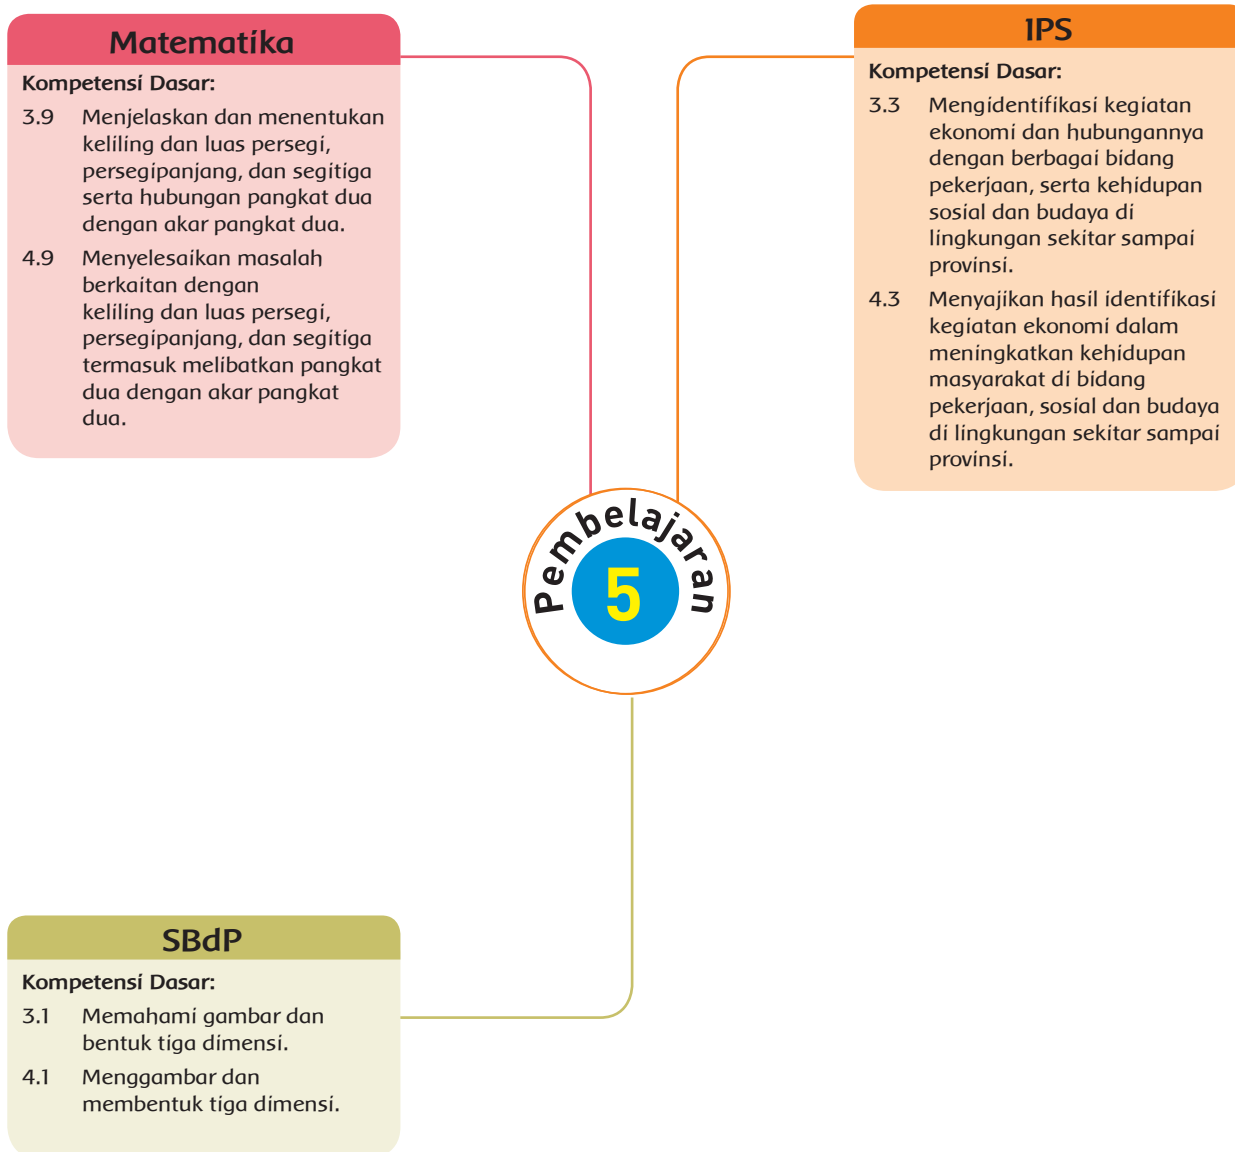 Matematika
Kompetensi Dasar:
3.9 Menjelaskan dan menentukan
keliling dan luas persegi,
persegipanjang, dan segitiga
serta hubungan pangkat dua
dengan akar pangkat dua.
4.9 Menyelesaikan masalah
berkaitan dengan
keliling dan luas persegi,
persegipanjang, dan segitiga
termasuk melibatkan pangkat
dua dengan akar pangkat
dua.
IPS
Kompetensi Dasar:
3.3 Mengidentifikasi kegiatan
ekonomi dan hubungannya
dengan berbagai bidang
pekerjaan, serta kehidupan
sosial dan budaya di
lingkungan sekitar sampai
provinsi.
4.3 Menyajikan hasil identifikasi
kegiatan ekonomi dalam
meningkatkan kehidupan
masyarakat di bidang
pekerjaan, sosial dan budaya
di lingkungan sekitar sampai
provinsi.
Pembelajaran
5
SBdP
Kompetensi Dasar:
3.1 Memahami gambar dan
bentuk tiga dimensi.
4.1 Menggambar dan
membentuk tiga dimensi.